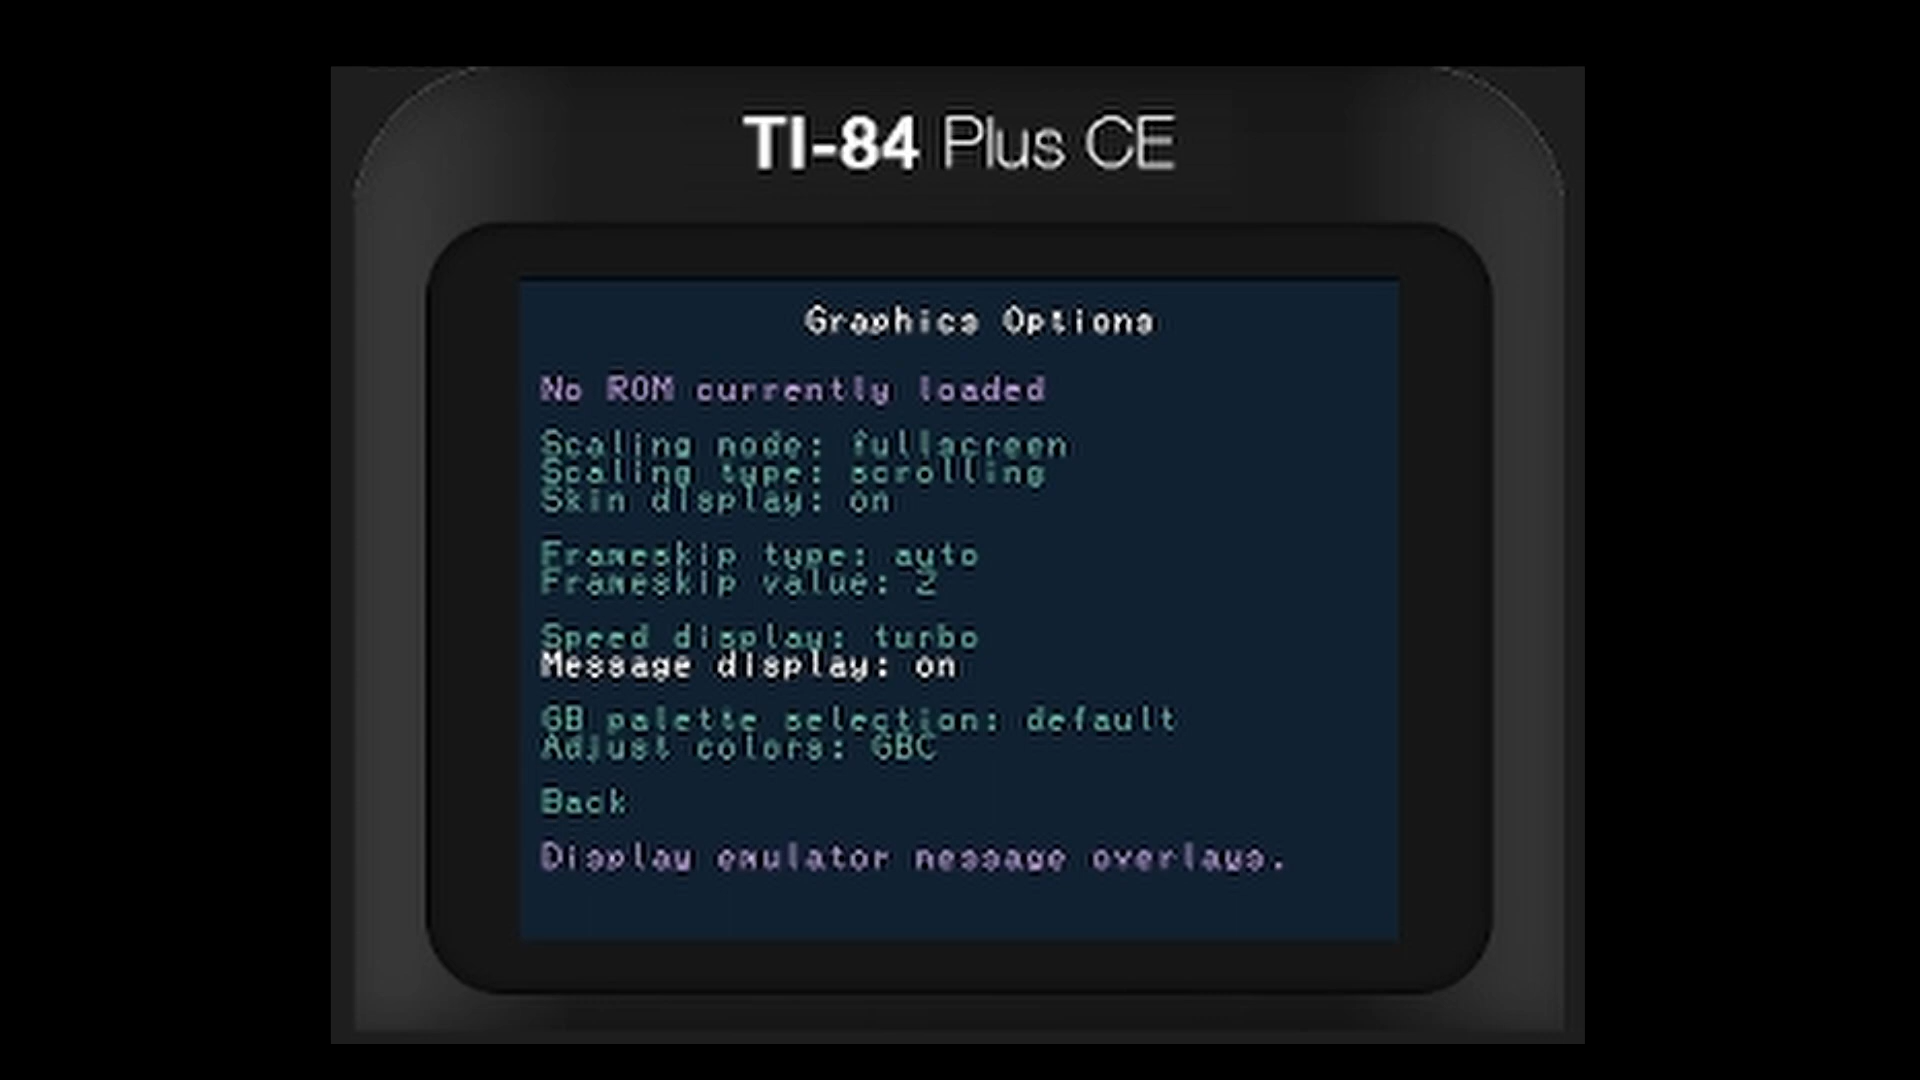 TI-84 Plus CE
Graphics Options
No ROM currently loaded
Scaling mode: fullscreen
Scaling type: scrolling
Skin display: on
Frameskip type: auto
Frameskip value: 2
Speed display: turbo
Message display: on
GB palette selection: default
Adjust colors: GBC
Back
Display emulator message overlays.